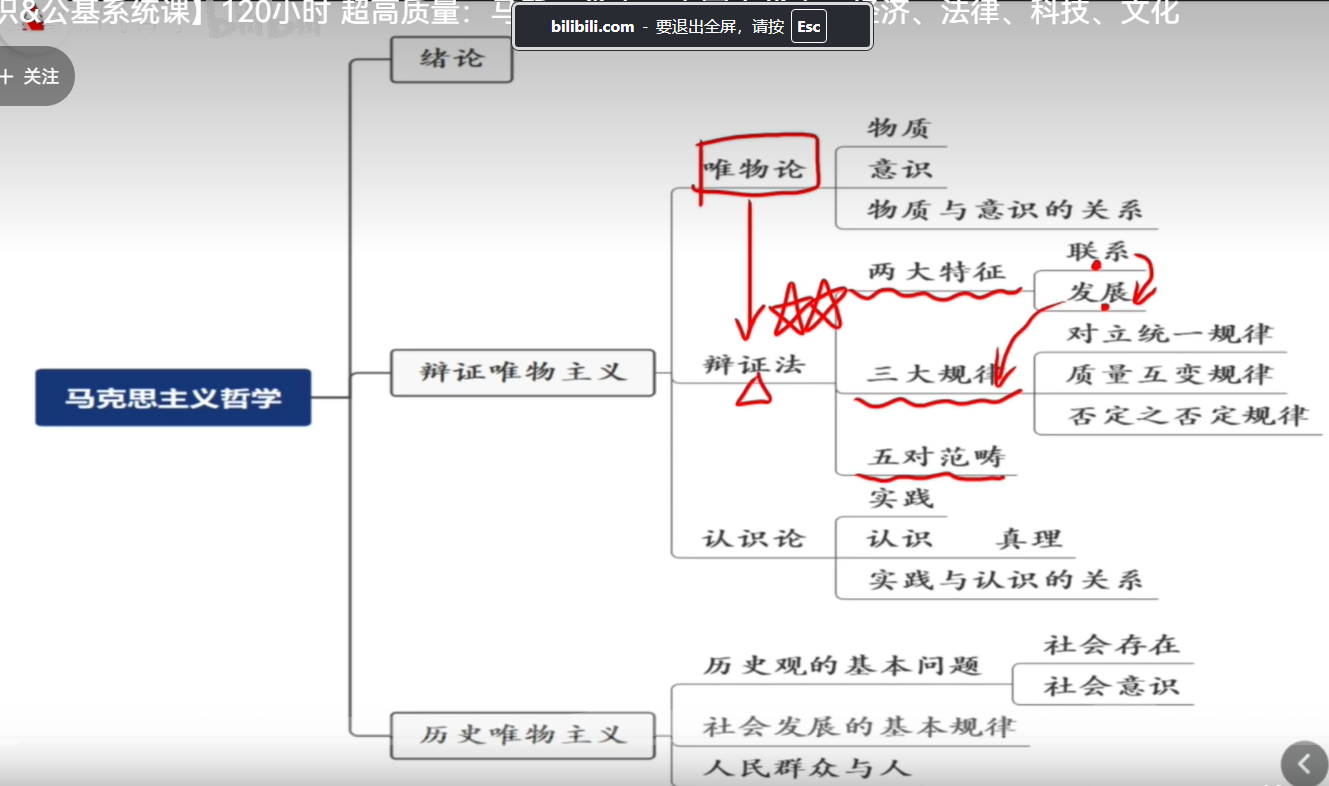 识&公基系统课】120小时 超高质量：马
经济、法律、科技、文化
bilibili.com - 要退出全屏，请按 Esc
+ 关注
绪论
物质
唯物论
意识
物质与意识的关系
联系
两大特征
发展
对立统一规律
辩证法
三大规律
质量互变规律
否定之否定规律
马克思主义哲学
辩证唯物主义
五对范畴
实践
认识论
认识 真理
实践与认识的关系
社会存在
历史观的基本问题
社会意识
历史唯物主义
社会发展的基本规律
人民群众与人